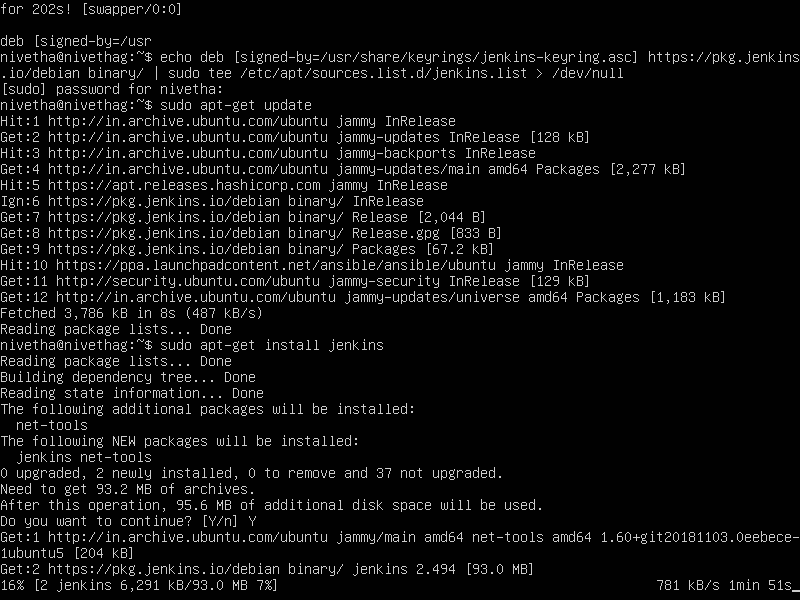 for 202s! [swapper/0:0]
deb [signed-by=/usr
nivetha@nivethag:~$ echo deb [signed-by=/usr/share/keyrings/jenkins-keyring.asc] https://pkg.jenkins
.io/debian binary/ | sudo tee /etc/apt/sources.list.d/jenkins.list > /dev/null
[sudo] password for nivetha:
nivetha@nivethag:~$ sudo apt-get update
Hit:1 http://in.archive.ubuntu.com/ubuntu jammy InRelease
Get:2 http://in.archive.ubuntu.com/ubuntu jammy-updates InRelease [128 kB]
Hit:3 http://in.archive.ubuntu.com/ubuntu jammy-backports InRelease
Get:4 http://in.archive.ubuntu.com/ubuntu jammy-updates/main amd64 Packages [2,277 kB]
Hit:5 https://apt.releases.hashicorp.com jammy InRelease
Ign:6 https://pkg.jenkins.io/debian binary/ InRelease
Get:7 https://pkg.jenkins.io/debian binary/ Release [2,044 B]
Get:8 https://pkg.jenkins.io/debian binary/ Release.gpg [833 B]
Get:9 https://pkg.jenkins.io/debian binary/ Packages [67.2 kB]
Hit:10 https://ppa.launchpadcontent.net/ansible/ansible/ubuntu jammy InRelease
Get:11 http://security.ubuntu.com/ubuntu jammy-security InRelease [129 kB]
Get:12 http://in.archive.ubuntu.com/ubuntu jammy-updates/universe amd64 Packages [1,183 kB]
Fetched 3,786 kB in 8s (487 kB/s)
Reading package lists... Done
nivetha@nivethag:~$ sudo apt-get install jenkins
Reading package lists... Done
Building dependency tree... Done
Reading state information... Done
The following additional packages will be installed:
  net-tools
The following NEW packages will be installed:
  jenkins net-tools
0 upgraded, 2 newly installed, 0 to remove and 37 not upgraded.
Need to get 93.2 MB of archives.
After this operation, 95.6 MB of additional disk space will be used.
Do you want to continue? [Y/n] Y
Get:1 http://in.archive.ubuntu.com/ubuntu jammy/main amd64 net-tools amd64 1.60+git20181103.0eebece-
1ubuntu5 [204 kB]
Get:2 https://pkg.jenkins.io/debian binary/ jenkins 2.494 [93.0 MB]
16% [2 jenkins 6,291 kB/93.0 MB 7%] 781 kB/s 1min 51s_